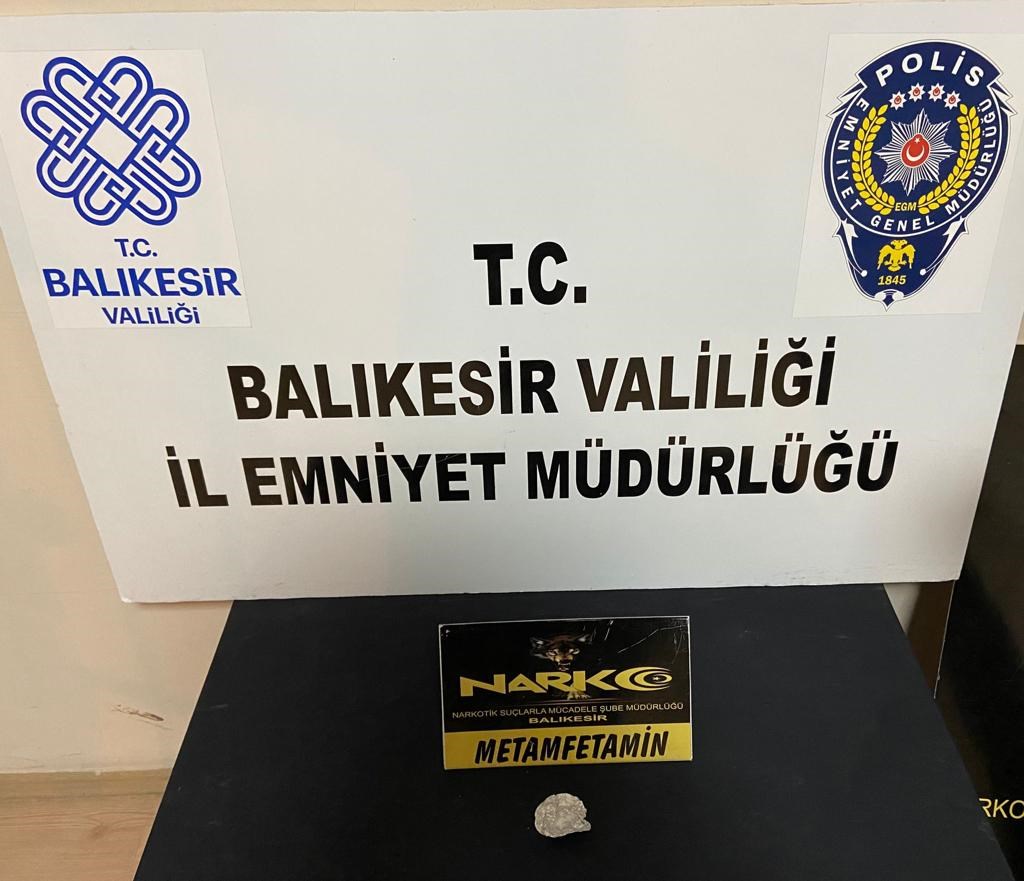 T.C.
BALIKESİR
VALİLİĞİ
POLİS
EMNİYET GENEL MÜDÜRLÜĞÜ
EGM
1845
T.C.
BALIKESİR VALİLİĞİ
İL EMNİYET MÜDÜRLÜĞÜ
NARKO
NARKOTİK SUÇLARLA MÜCADELE ŞUBE MÜDÜRLÜĞÜ
BALIKESİR
METAMFETAMİN
RKO